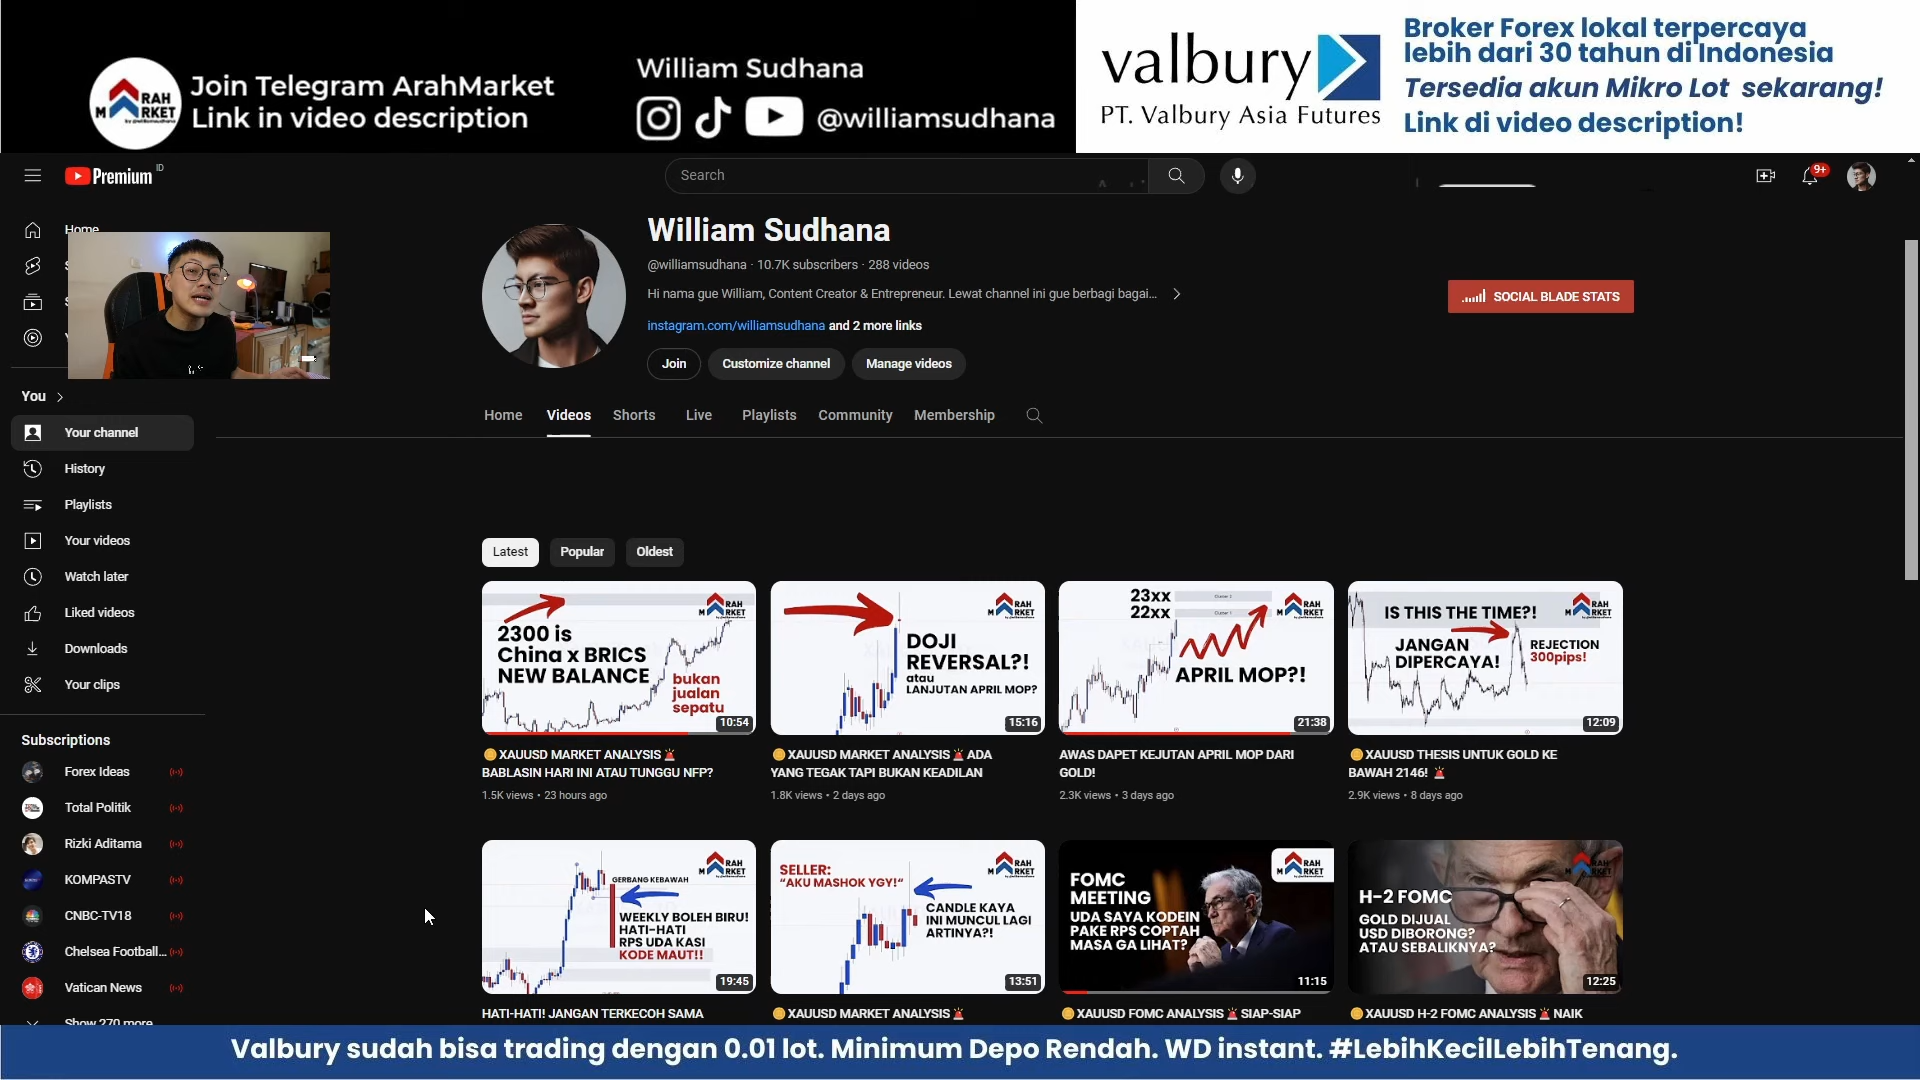 Join Telegram ArahMarket
Link in video description
William Sudhana
@williamsudhana
valbury
PT. Valbury Asia Futures
Broker Forex lokal terpercaya
lebih dari 30 tahun di Indonesia
Tersedia akun Mikro Lot sekarang!
Link di video description!
Premium ID
Search
9+
Home
You
Your channel
History
Playlists
Your videos
Watch later
Liked videos
Downloads
Your clips
Subscriptions
Forex Ideas
Total Politik
Rizki Aditama
KOMPASTV
CNBC-TV18
Chelsea Football...
Vatican News
Show 270 more
William Sudhana
@williamsudhana · 10.7K subscribers · 288 videos
Hi nama gue William, Content Creator & Entrepreneur. Lewat channel ini gue berbagi bagai...
instagram.com/williamsudhana and 2 more links
Join
Customize channel
Manage videos
SOCIAL BLADE STATS
Home
Videos
Shorts
Live
Playlists
Community
Membership
Latest
Popular
Oldest
2300 is
China x BRICS
NEW BALANCE
bukan
jualan
sepatu
10:54
🪙XAUUSD MARKET ANALYSIS🚨
BABLASIN HARI INI ATAU TUNGGU NFP?
1.5K views • 23 hours ago
DOJI
REVERSAL?!
atau
LANJUTAN APRIL MOP?
15:16
🪙XAUUSD MARKET ANALYSIS🚨ADA
YANG TEGAK TAPI BUKAN KEADILAN
1.8K views • 2 days ago
23xx
22xx
APRIL MOP?!
21:38
AWAS DAPET KEJUTAN APRIL MOP DARI
GOLD!
2.3K views • 3 days ago
IS THIS THE TIME?!
JANGAN
DIPERCAYA!
REJECTION
300pips!
12:09
🪙XAUUSD THESIS UNTUK GOLD KE
BAWAH 2146! 🚨
2.9K views • 8 days ago
GERBANG KEBAWAH
WEEKLY BOLEH BIRU!
HATI-HATI
RPS UDA KASI
KODE MAUT!!
19:45
HATI-HATI! JANGAN TERKECOH SAMA
SELLER:
"AKU MASHOK YGY!"
CANDLE KAYA
INI MUNCUL LAGI
ARTINYA?!
13:51
🪙XAUUSD MARKET ANALYSIS🚨
FOMC
MEETING
UDA SAYA KODEIN
PAKE RPS COPTAH
MASA GA LIHAT?
11:15
🪙XAUUSD FOMC ANALYSIS🚨SIAP-SIAP
H-2 FOMC
GOLD DIJUAL
USD DIBORONG?
ATAU SEBALIKNYA?
12:25
🪙XAUUSD H-2 FOMC ANALYSIS🚨NAIK
Valbury sudah bisa trading dengan 0.01 lot. Minimum Depo Rendah. WD instant. #LebihKecilLebihTenang.